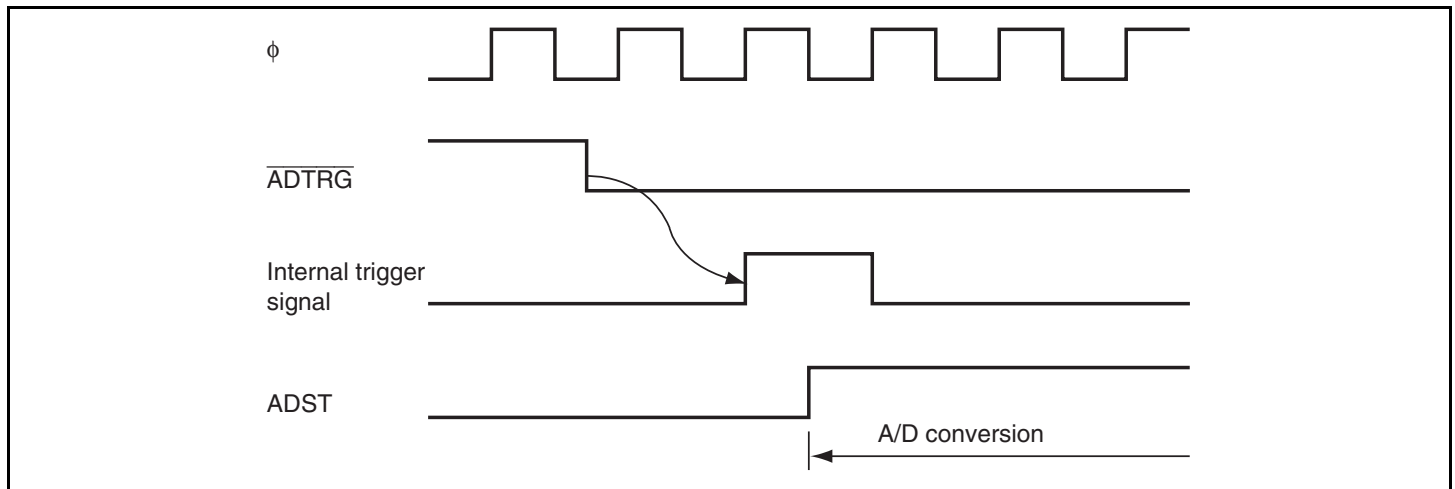 ϕ
ADTRG
Internal trigger
signal
ADST
A/D conversion